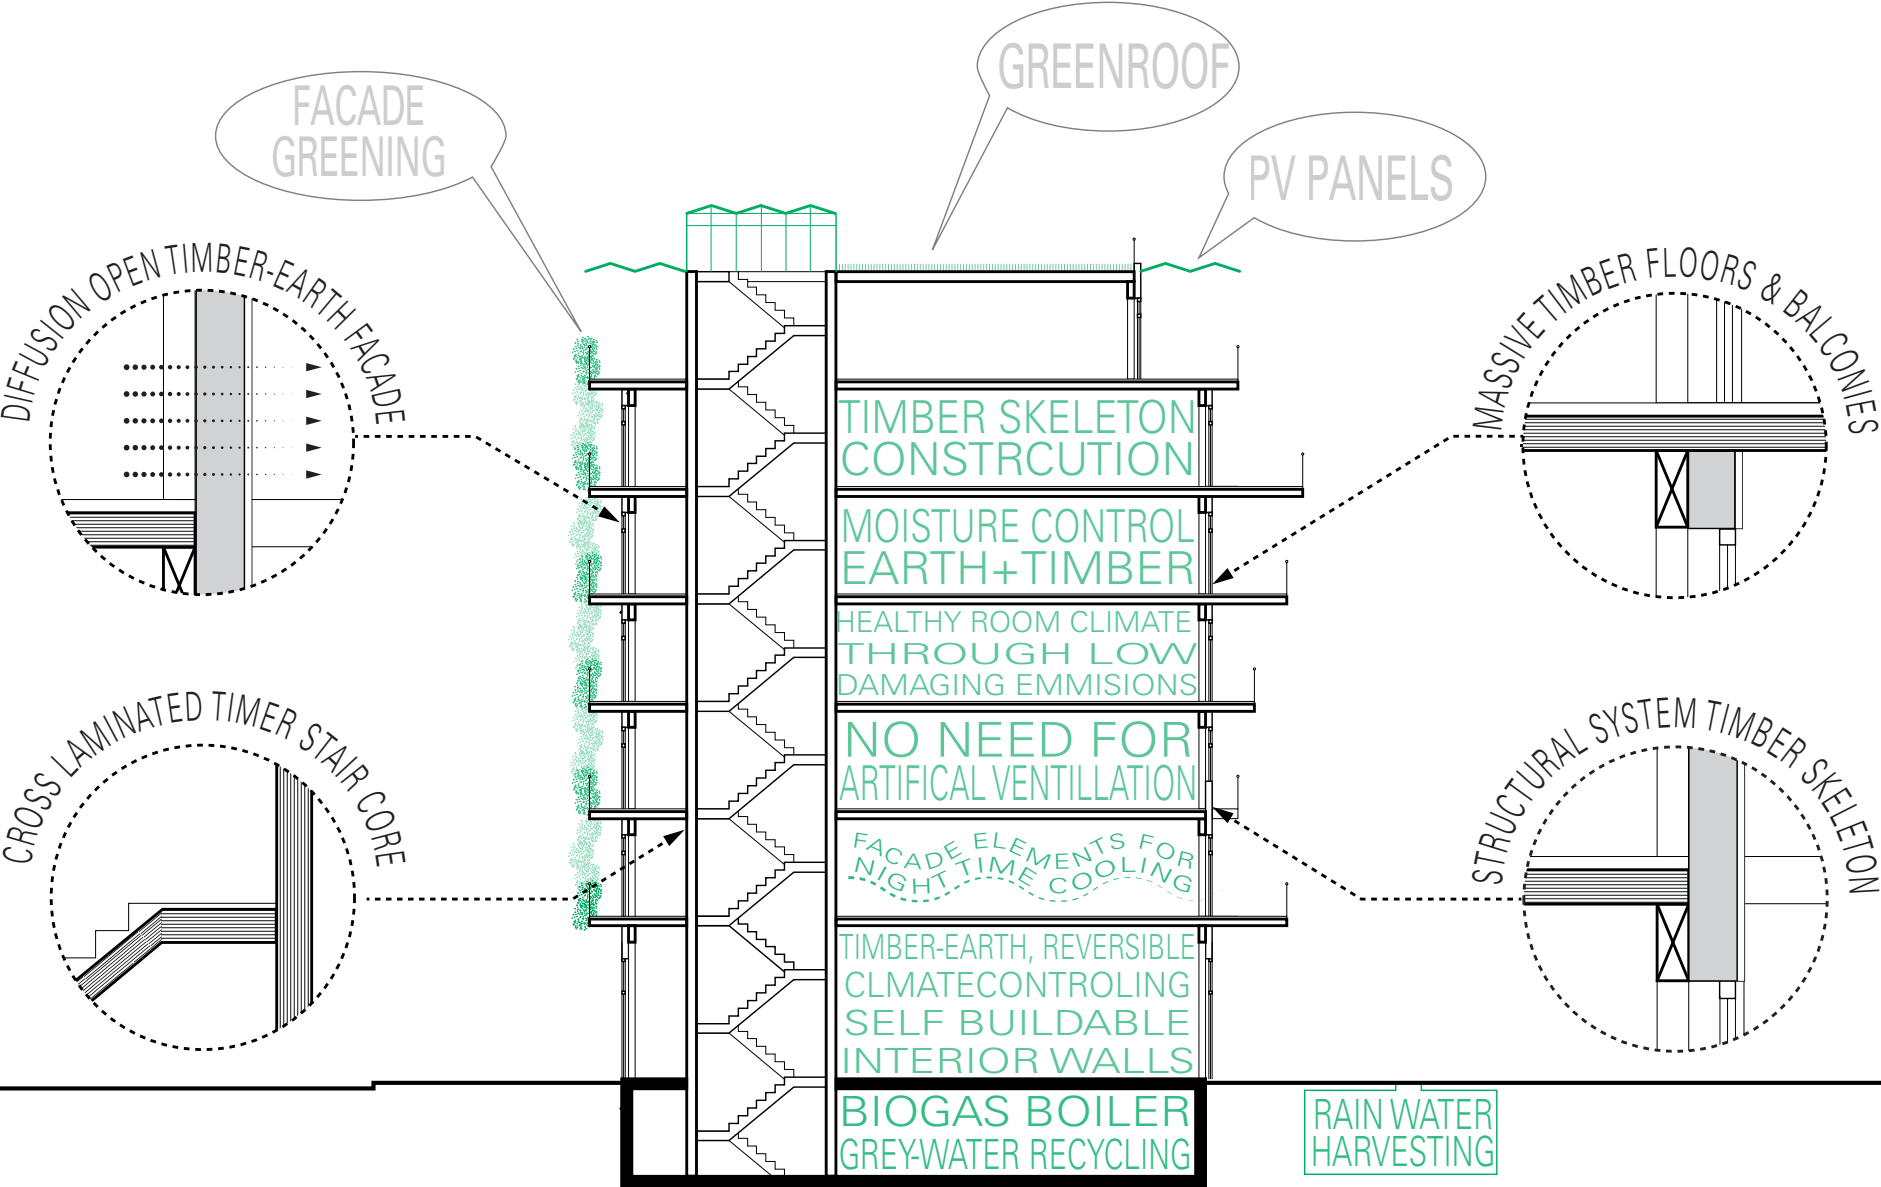 GREENROOF
FACADE
GREENING
PV PANELS
DIFFUSION OPEN TIMBER-EARTH FACADE
MASSIVE TIMBER FLOORS & BALCONIES
TIMBER SKELETON
CONSTRCUTION
MOISTURE CONTROL
EARTH+TIMBER
HEALTHY ROOM CLIMATE
THROUGH LOW
DAMAGING EMMISIONS
CROSS LAMINATED TIMER STAIR CORE
STRUCTURAL SYSTEM TIMBER SKELETON
NO NEED FOR
ARTIFICAL VENTILLATION
FACADE ELEMENTS FOR
NIGHT TIME COOLING
TIMBER-EARTH, REVERSIBLE
CLMATECONTROLING
SELF BUILDABLE
INTERIOR WALLS
BIOGAS BOILER
GREY-WATER RECYCLING
RAIN WATER
HARVESTING